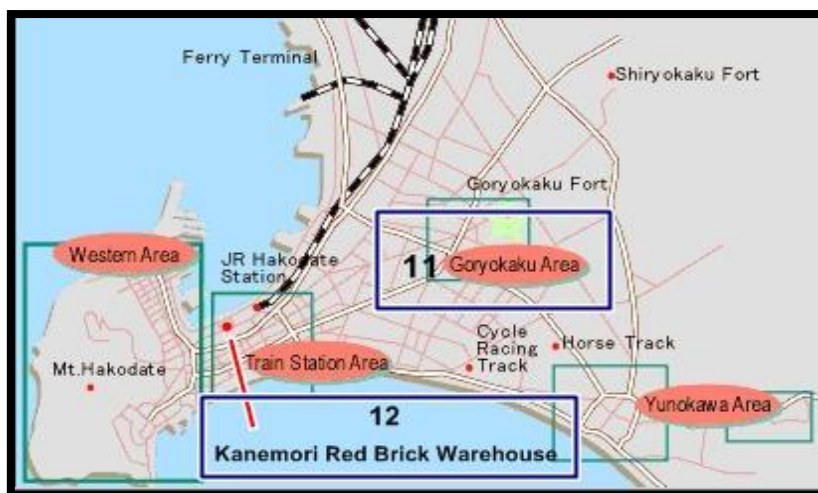 Ferry Terminal
Shiryokaku Fort
Goryokaku Fort
Western Area
JR Hakodate
Station
11 Goryokaku Area
Mt.Hakodate
Train Station Area
Cycle
Racing
Track
Horse Track
Yunokawa Area
12
Kanemori Red Brick Warehouse